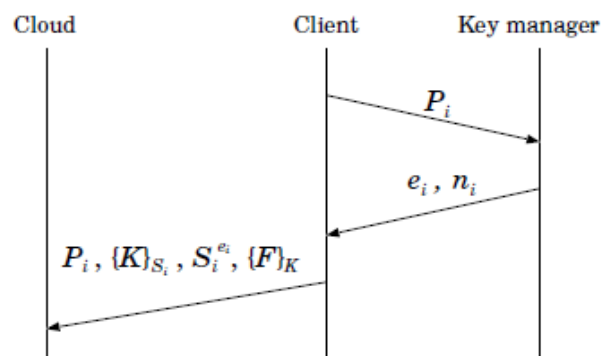 Cloud Client Key manager
P_i
e_i , n_i
P_i , {K}_{S_i} , S_i^{e_i}, {F}_K